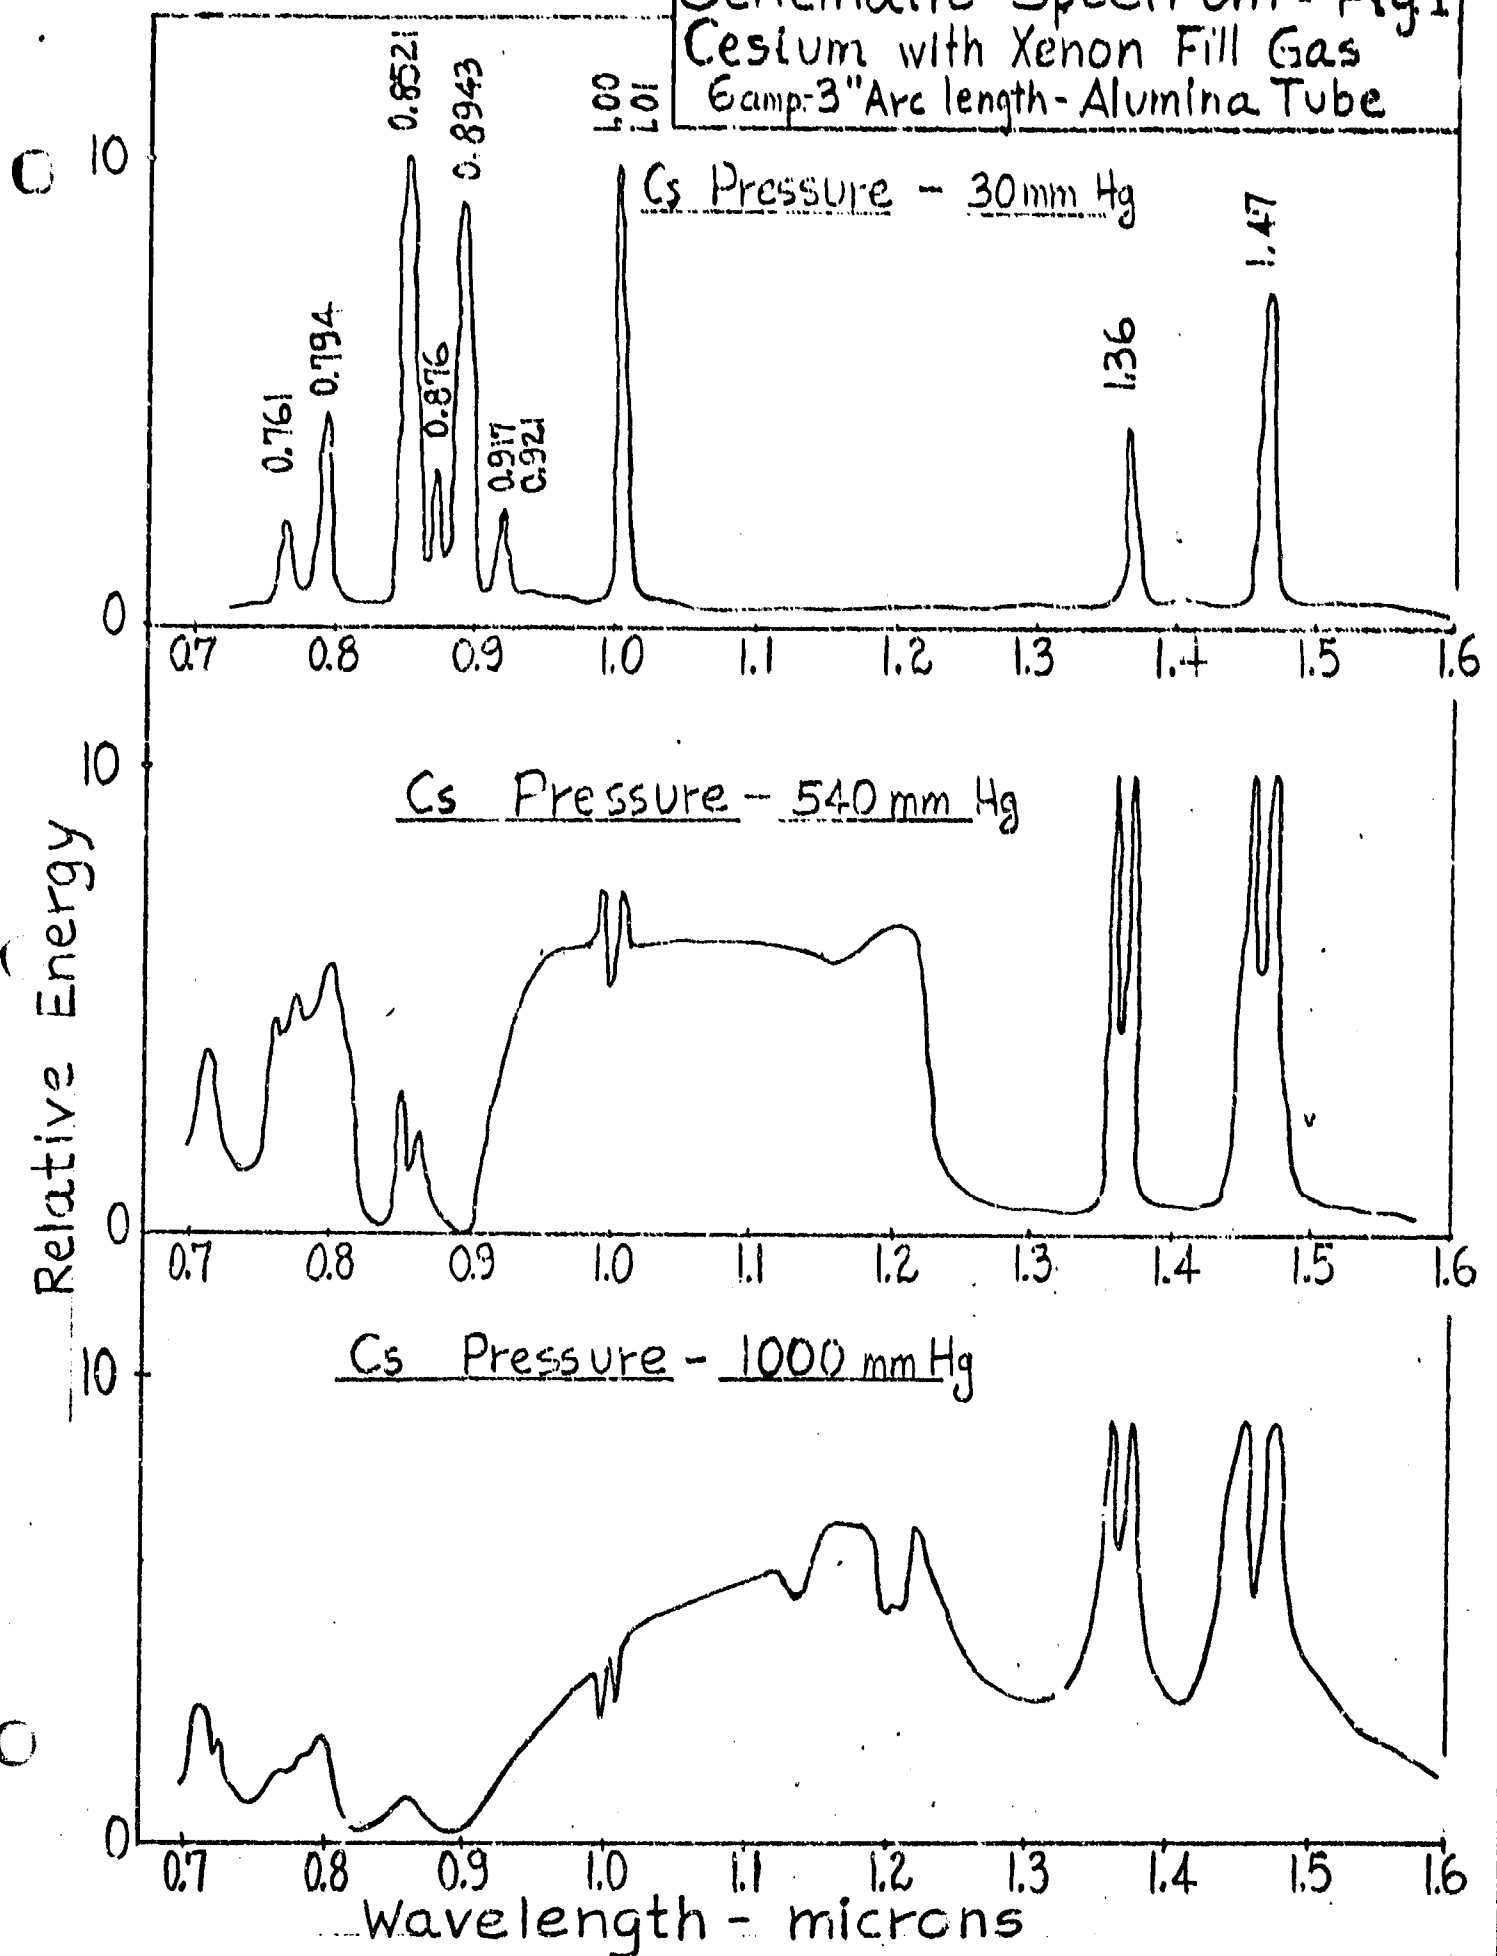 Schematic Spectrum - Fig 1
Cesium with Xenon Fill Gas
6amp-3"Arc length-Alumina Tube
10
0.761
0.794
0.8521
0.876
0.8943
0.917
0.921
1.00
1.01
Cs Pressure - 30mm Hg
1.36
1.47
0
0.7 0.8 0.9 1.0 1.1 1.2 1.3 1.4 1.5 1.6
Relative Energy
10
Cs Pressure - 540 mm Hg
0
0.7 0.8 0.9 1.0 1.1 1.2 1.3 1.4 1.5 1.6
10
Cs Pressure - 1000 mm Hg
0
0.7 0.8 0.9 1.0 1.1 1.2 1.3 1.4 1.5 1.6
Wavelength - microns